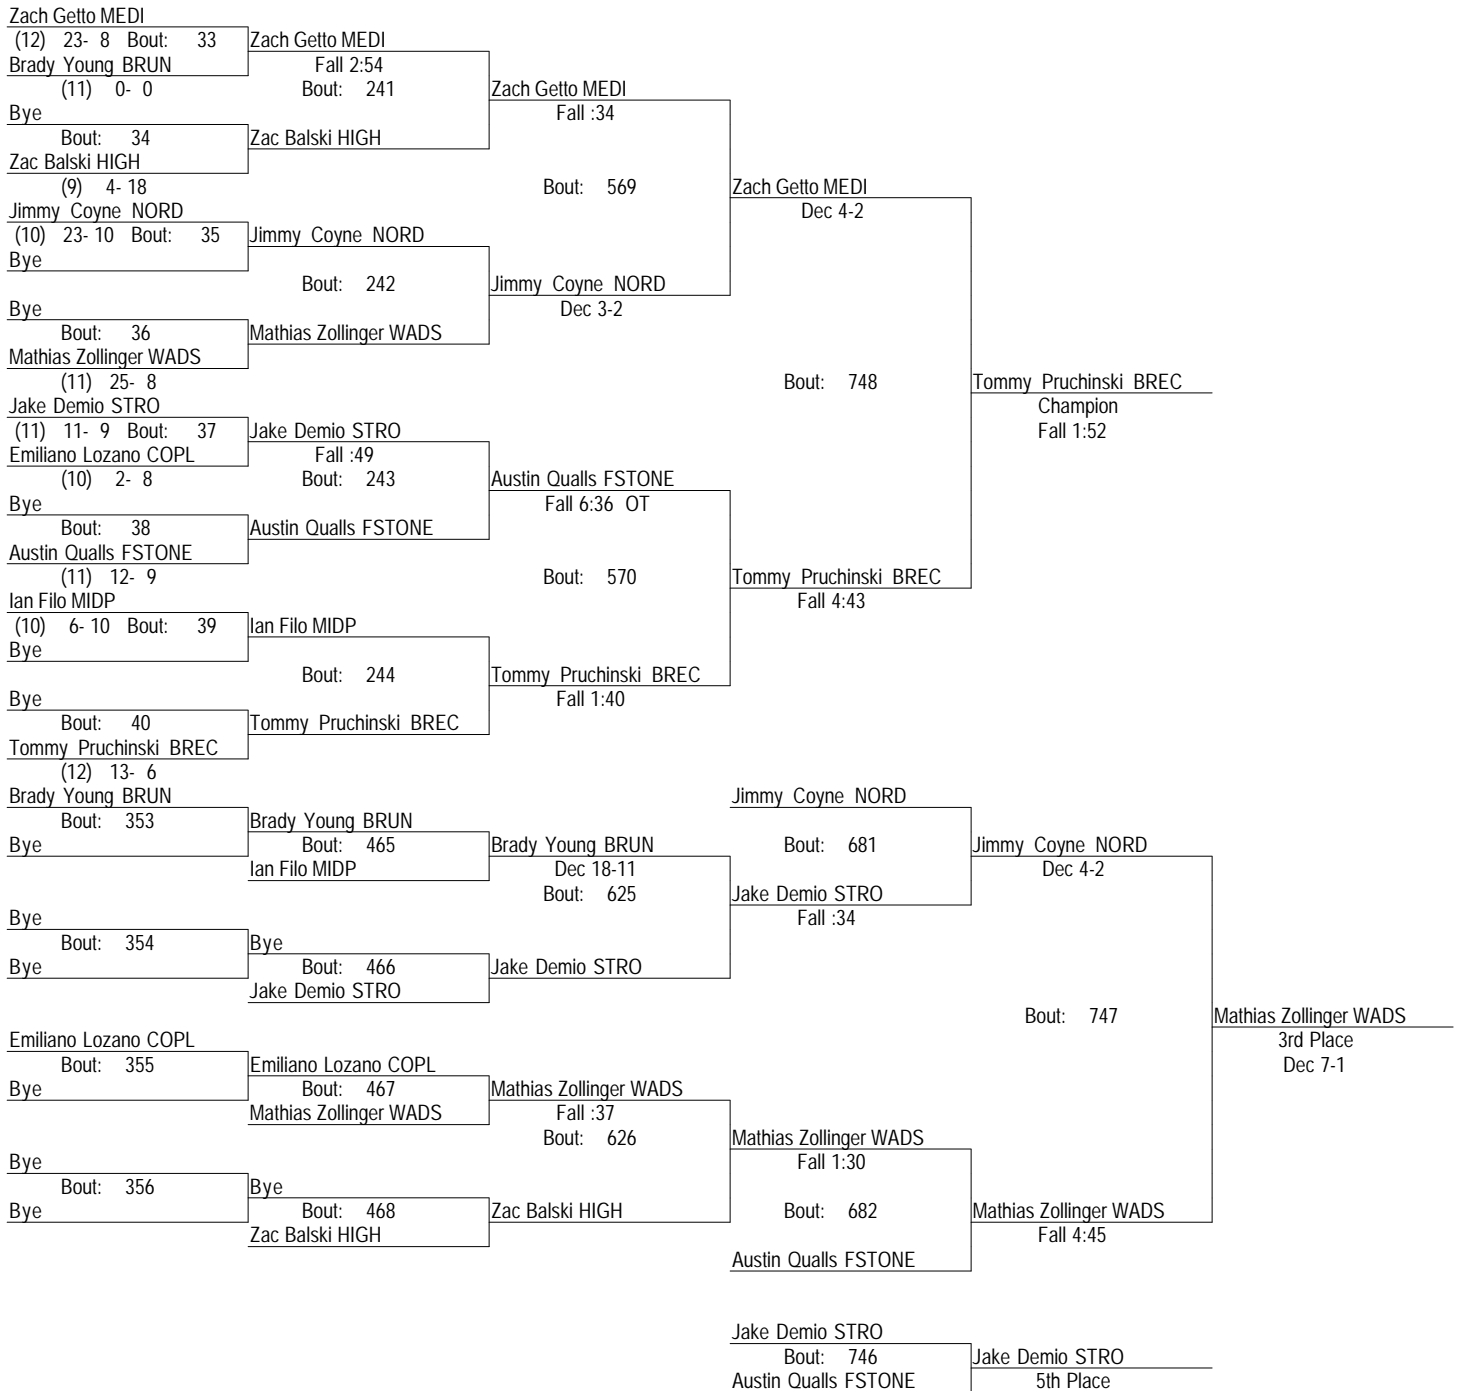 Zach Getto MEDI
(12) 23- 8 Bout: 33 Zach Getto MEDI
Brady Young BRUN Fall 2:54
(11) 0- 0 Bout: 241 Zach Getto MEDI
Bye Fall :34
Bout: 34 Zac Balski HIGH
Zac Balski HIGH
(9) 4- 18 Bout: 569 Zach Getto MEDI
Jimmy Coyne NORD Dec 4-2
(10) 23- 10 Bout: 35 Jimmy Coyne NORD
Bye
Bout: 242 Jimmy Coyne NORD
Bye Dec 3-2
Bout: 36 Mathias Zollinger WADS
Mathias Zollinger WADS
(11) 25- 8 Bout: 748 Tommy Pruchinski BREC
Jake Demio STRO Champion
(11) 11- 9 Bout: 37 Jake Demio STRO Fall 1:52
Emiliano Lozano COPL Fall :49
(10) 2- 8 Bout: 243 Austin Qualls FSTONE
Bye Fall 6:36 OT
Bout: 38 Austin Qualls FSTONE
Austin Qualls FSTONE
(11) 12- 9 Bout: 570 Tommy Pruchinski BREC
Ian Filo MIDP Fall 4:43
(10) 6- 10 Bout: 39 Ian Filo MIDP
Bye
Bout: 244 Tommy Pruchinski BREC
Bye Fall 1:40
Bout: 40 Tommy Pruchinski BREC
Tommy Pruchinski BREC
(12) 13- 6
Brady Young BRUN Jimmy Coyne NORD
Bout: 353 Brady Young BRUN
Bye Bout: 465 Brady Young BRUN Bout: 681 Jimmy Coyne NORD
Ian Filo MIDP Dec 18-11 Dec 4-2
Bout: 625 Jake Demio STRO
Bye Fall :34
Bout: 354 Bye
Bye Bout: 466 Jake Demio STRO
Jake Demio STRO
Bout: 747 Mathias Zollinger WADS
Emiliano Lozano COPL 3rd Place
Bout: 355 Emiliano Lozano COPL Dec 7-1
Bye Bout: 467 Mathias Zollinger WADS
Mathias Zollinger WADS Fall :37
Bout: 626 Mathias Zollinger WADS
Bye Fall 1:30
Bout: 356 Bye
Bye Bout: 468 Zac Balski HIGH Bout: 682 Mathias Zollinger WADS
Zac Balski HIGH Fall 4:45
Austin Qualls FSTONE
Jake Demio STRO
Bout: 746 Jake Demio STRO
Austin Qualls FSTONE 5th Place